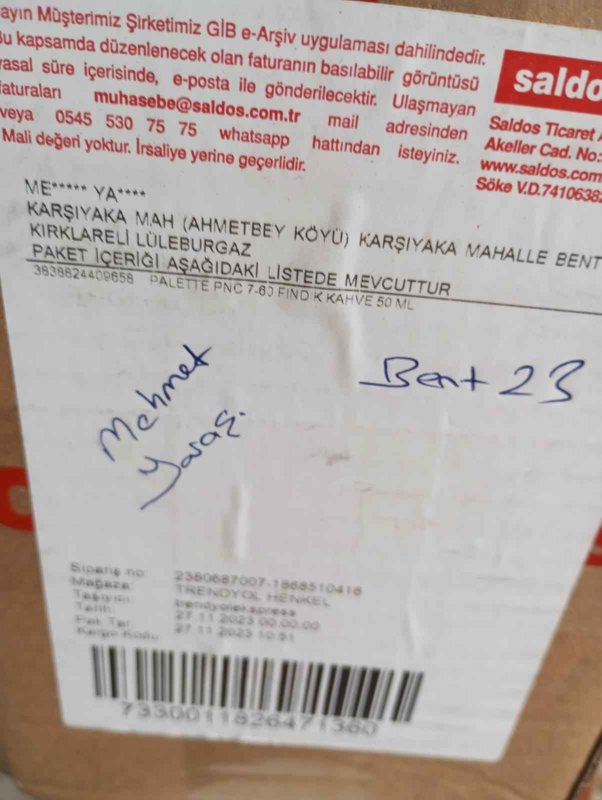 ayın Müşterimiz Şirketimiz GİB e-Arşiv uygulaması dahilindedir.
Bu kapsamda düzenlenecek olan faturanın basılabilir görüntüsü
yasal süre içerisinde, e-posta ile gönderilecektir. Ulaşmayan
faturaları muhasebe@saldos.com.tr mail adresinden
veya 0545 530 75 75 whatsapp hattından isteyiniz.
Mali değeri yoktur. İrsaliye yerine geçerlidir.
saldo
Saldos Ticaret A
Akeller Cad. No:
www.saldos.com
Söke V.D.7410638
ME***** YA****
KARŞIYAKA MAH (AHMETBEY KÖYÜ) KARŞIYAKA MAHALLE BENT
KIRKLARELİ LÜLEBURGAZ
PAKET İÇERİĞİ AŞAĞIDAKİ LİSTEDE MEVCUTTUR
3838824409658 PALETTE PNC 7-60 FINDIK KAHVE 50 ML
Bent 23
Mehmet
Sipariş no: 2380687007-1868510416
Mağaza: TRENDYOL HENKEL
Taşıyıcı:
Tarih: 27.11.2023 00:00:00
Pak.Tar. 27.11.2023 10:51
Kargo Kodu:
7330011826471360